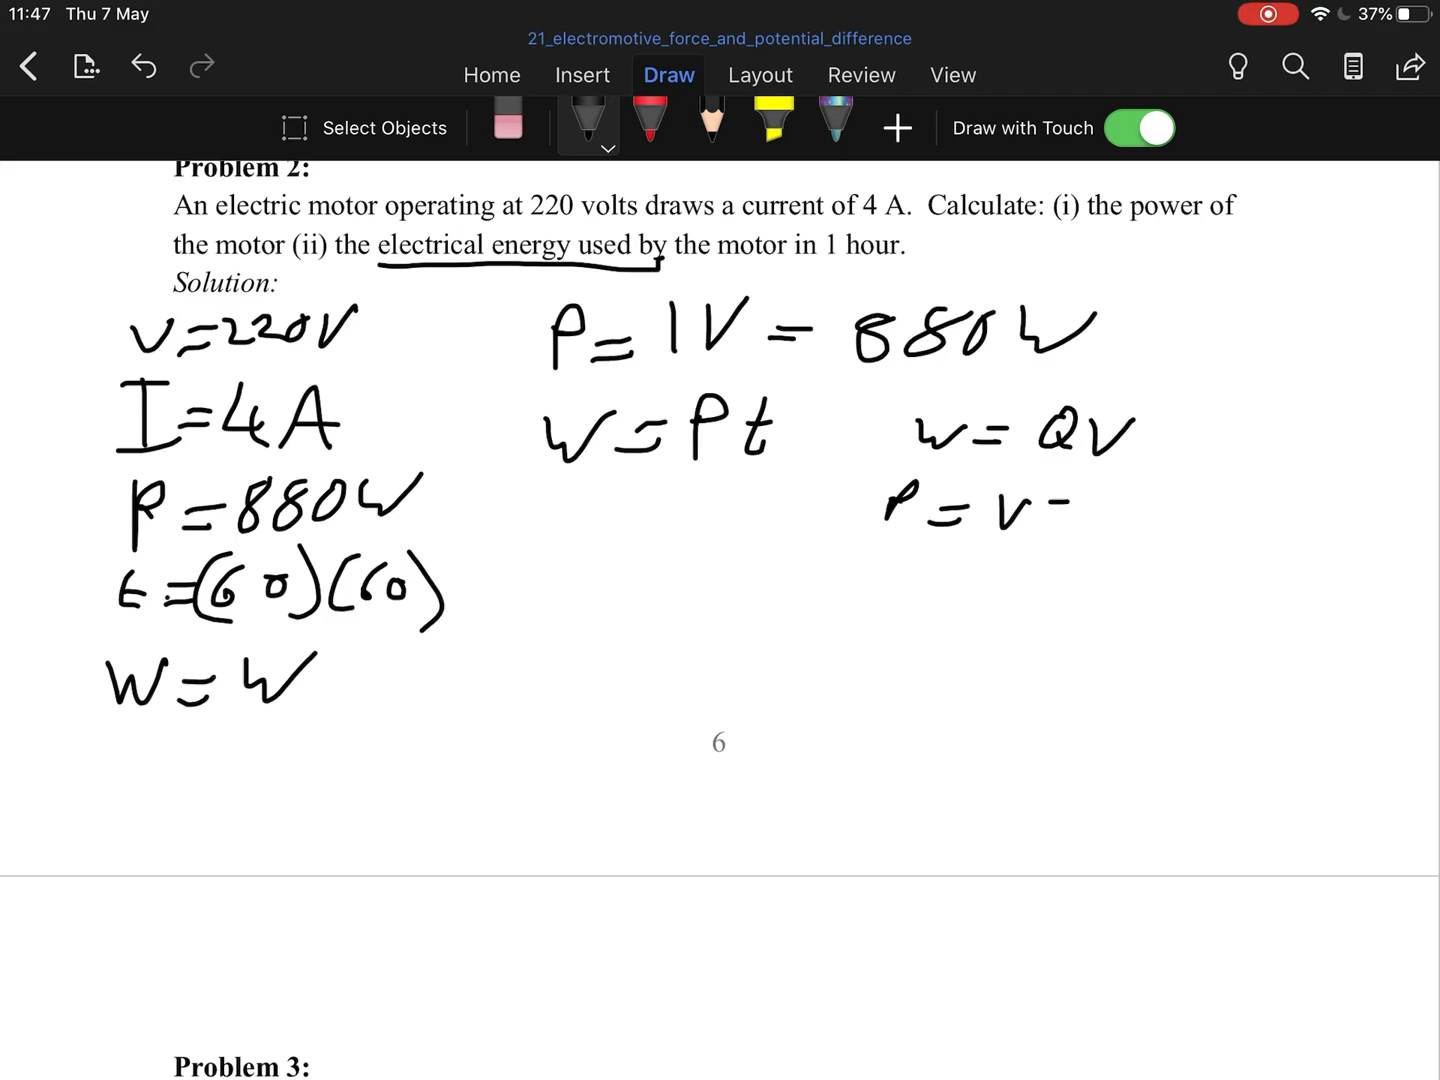 11:47 Thu 7 May 37%
21_electromotive_force_and_potential_difference
Home Insert Draw Layout Review View
Select Objects Draw with Touch
Problem 2:
An electric motor operating at 220 volts draws a current of 4 A. Calculate: (i) the power of
the motor (ii) the electrical energy used by the motor in 1 hour.
Solution:
V=220V P=IV=880W
I=4A W=Pt W=QV
P=880W P=V-
t=(60)(60)
W=W
6
Problem 3: